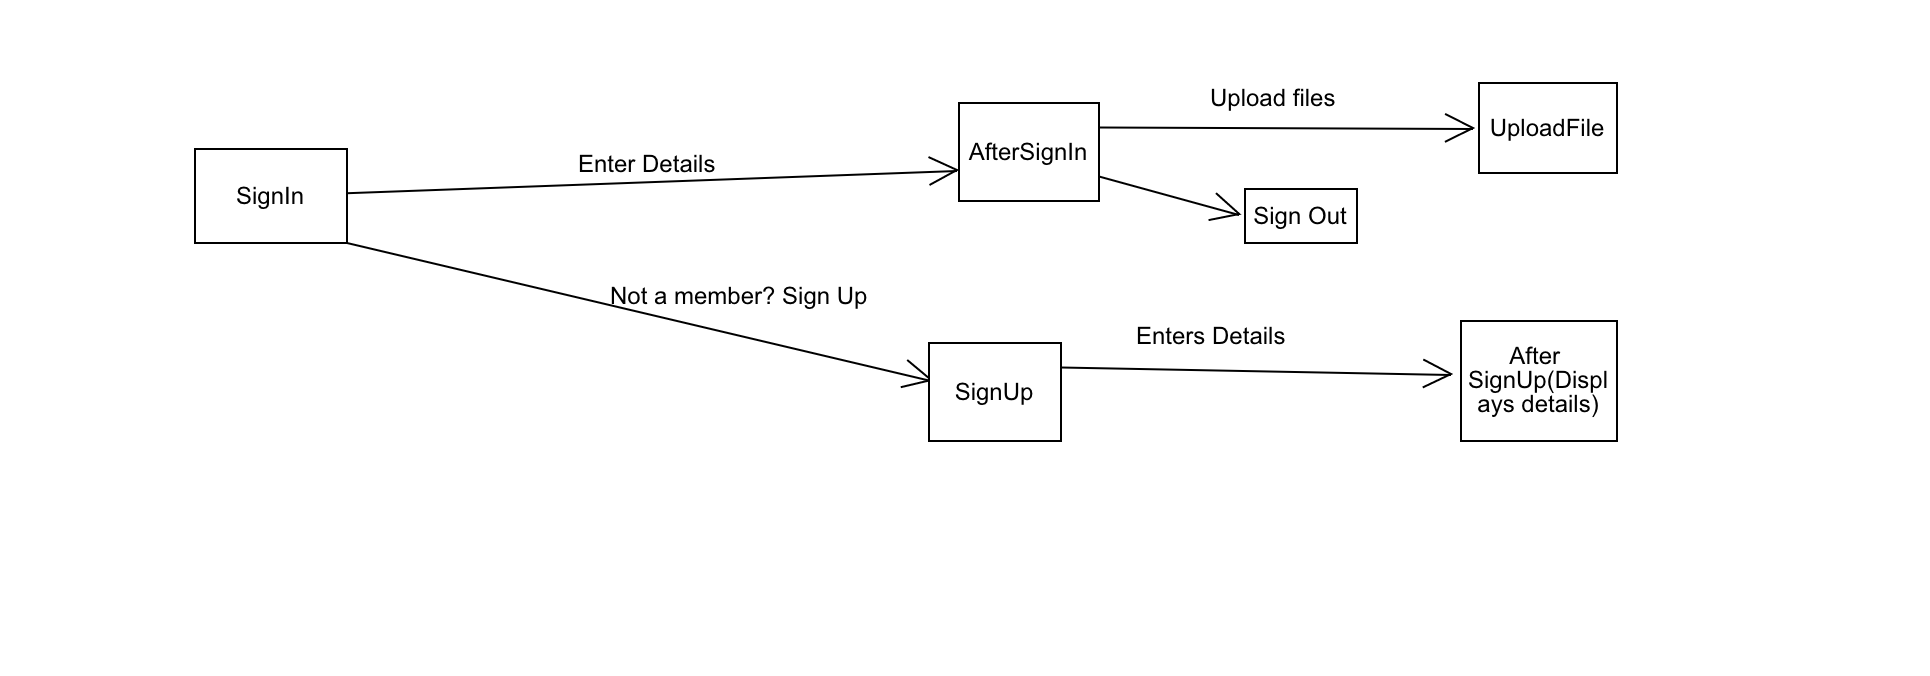 Upload files
UploadFile
AfterSignIn
Enter Details
SignIn
Sign Out
Not a member? Sign Up
Enters Details
After
SignUp(Displ
ays details)
SignUp